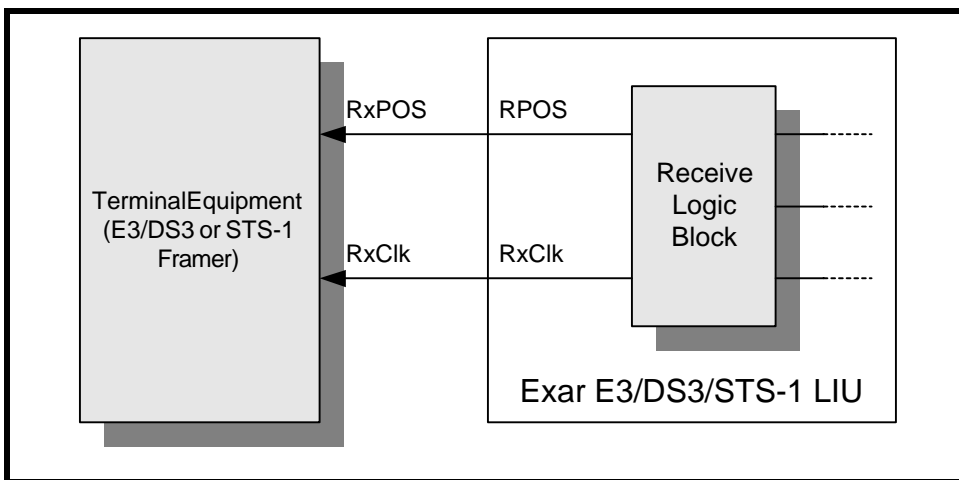 RxPOS
RPOS
TerminalEquipment
(E3/DS3 or STS-1
Framer)
Receive
Logic
Block
RxClk
RxClk
Exar E3/DS3/STS-1 LIU